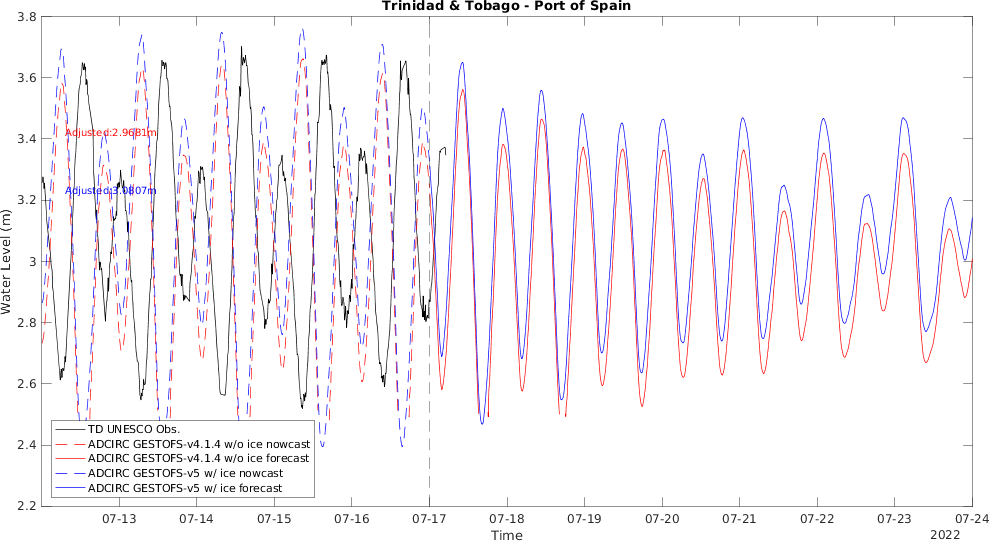 Trinidad & Tobago - Port of Spain
3.8
3.6
3.4
3.2
3
2.8
2.6
2.4
2.2
Water Level (m)
Adjusted:2.9681m
Adjusted:3.0807m
TD UNESCO Obs.
ADCIRC GESTOFS-v4.1.4 w/o ice nowcast
ADCIRC GESTOFS-v4.1.4 w/o ice forecast
ADCIRC GESTOFS-v5 w/ ice nowcast
ADCIRC GESTOFS-v5 w/ ice forecast
07-13 07-14 07-15 07-16 07-17 07-18 07-19 07-20 07-21 07-22 07-23 07-24
Time
2022